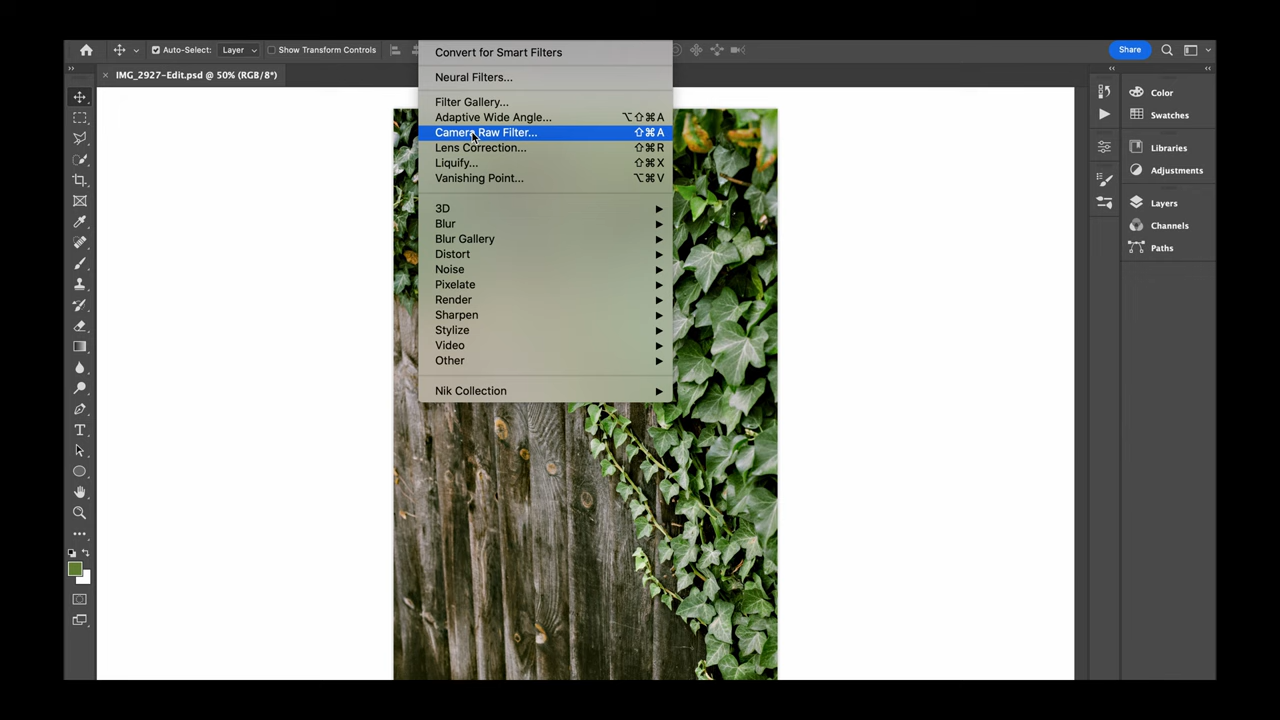 Auto-Select:
Layer
Show Transform Controls
Share
IMG_2927-Edit.psd @ 50% (RGB/8*)
Convert for Smart Filters
Neural Filters...
Filter Gallery...
Adaptive Wide Angle... ⌥⇧⌘A
Camera Raw Filter... ⇧⌘A
Lens Correction... ⇧⌘R
Liquify... ⇧⌘X
Vanishing Point... ⌥⌘V
3D
Blur
Blur Gallery
Distort
Noise
Pixelate
Render
Sharpen
Stylize
Video
Other
Nik Collection
Color
Swatches
Libraries
Adjustments
Layers
Channels
Paths